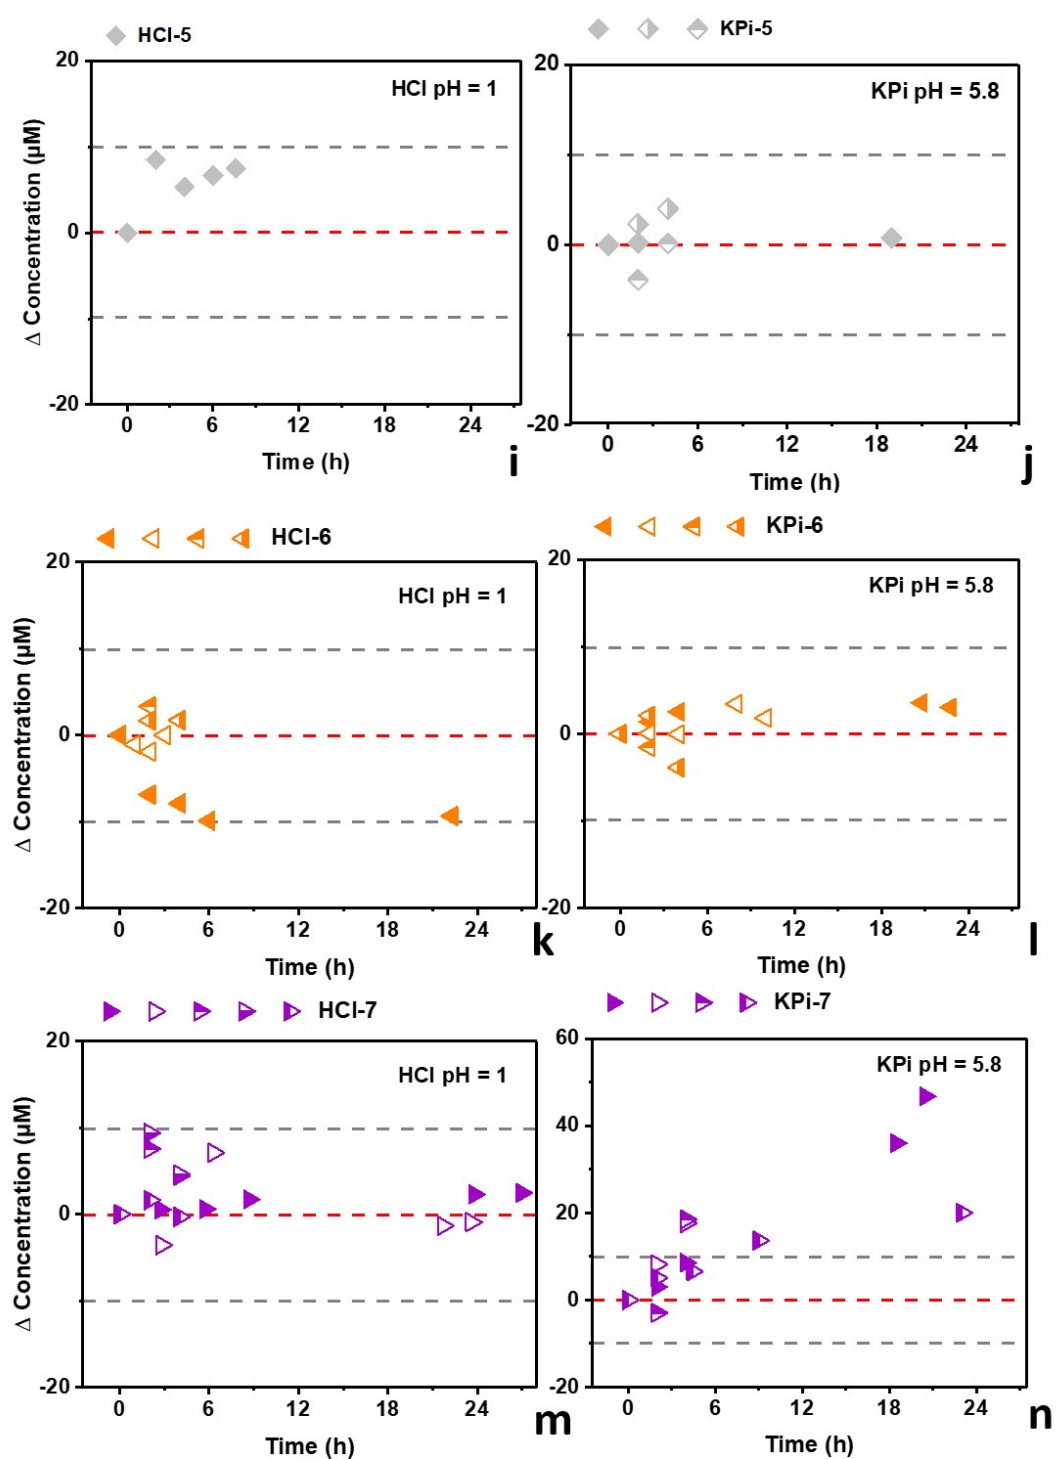 HCl-5
KPi-5
20
HCl pH = 1
0
-20
Δ Concentration (µM)
0 6 12 18 24
Time (h)
i
20
KPi pH = 5.8
0
-20
0 6 12 18 24
Time (h)
j
HCl-6
KPi-6
20
HCl pH = 1
0
-20
Δ Concentration (µM)
0 6 12 18 24
Time (h)
k
20
KPi pH = 5.8
0
-20
0 6 12 18 24
Time (h)
l
HCl-7
KPi-7
20
HCl pH = 1
0
-20
Δ Concentration (µM)
0 6 12 18 24
Time (h)
m
60
KPi pH = 5.8
40
20
0
-20
0 6 12 18 24
Time (h)
n